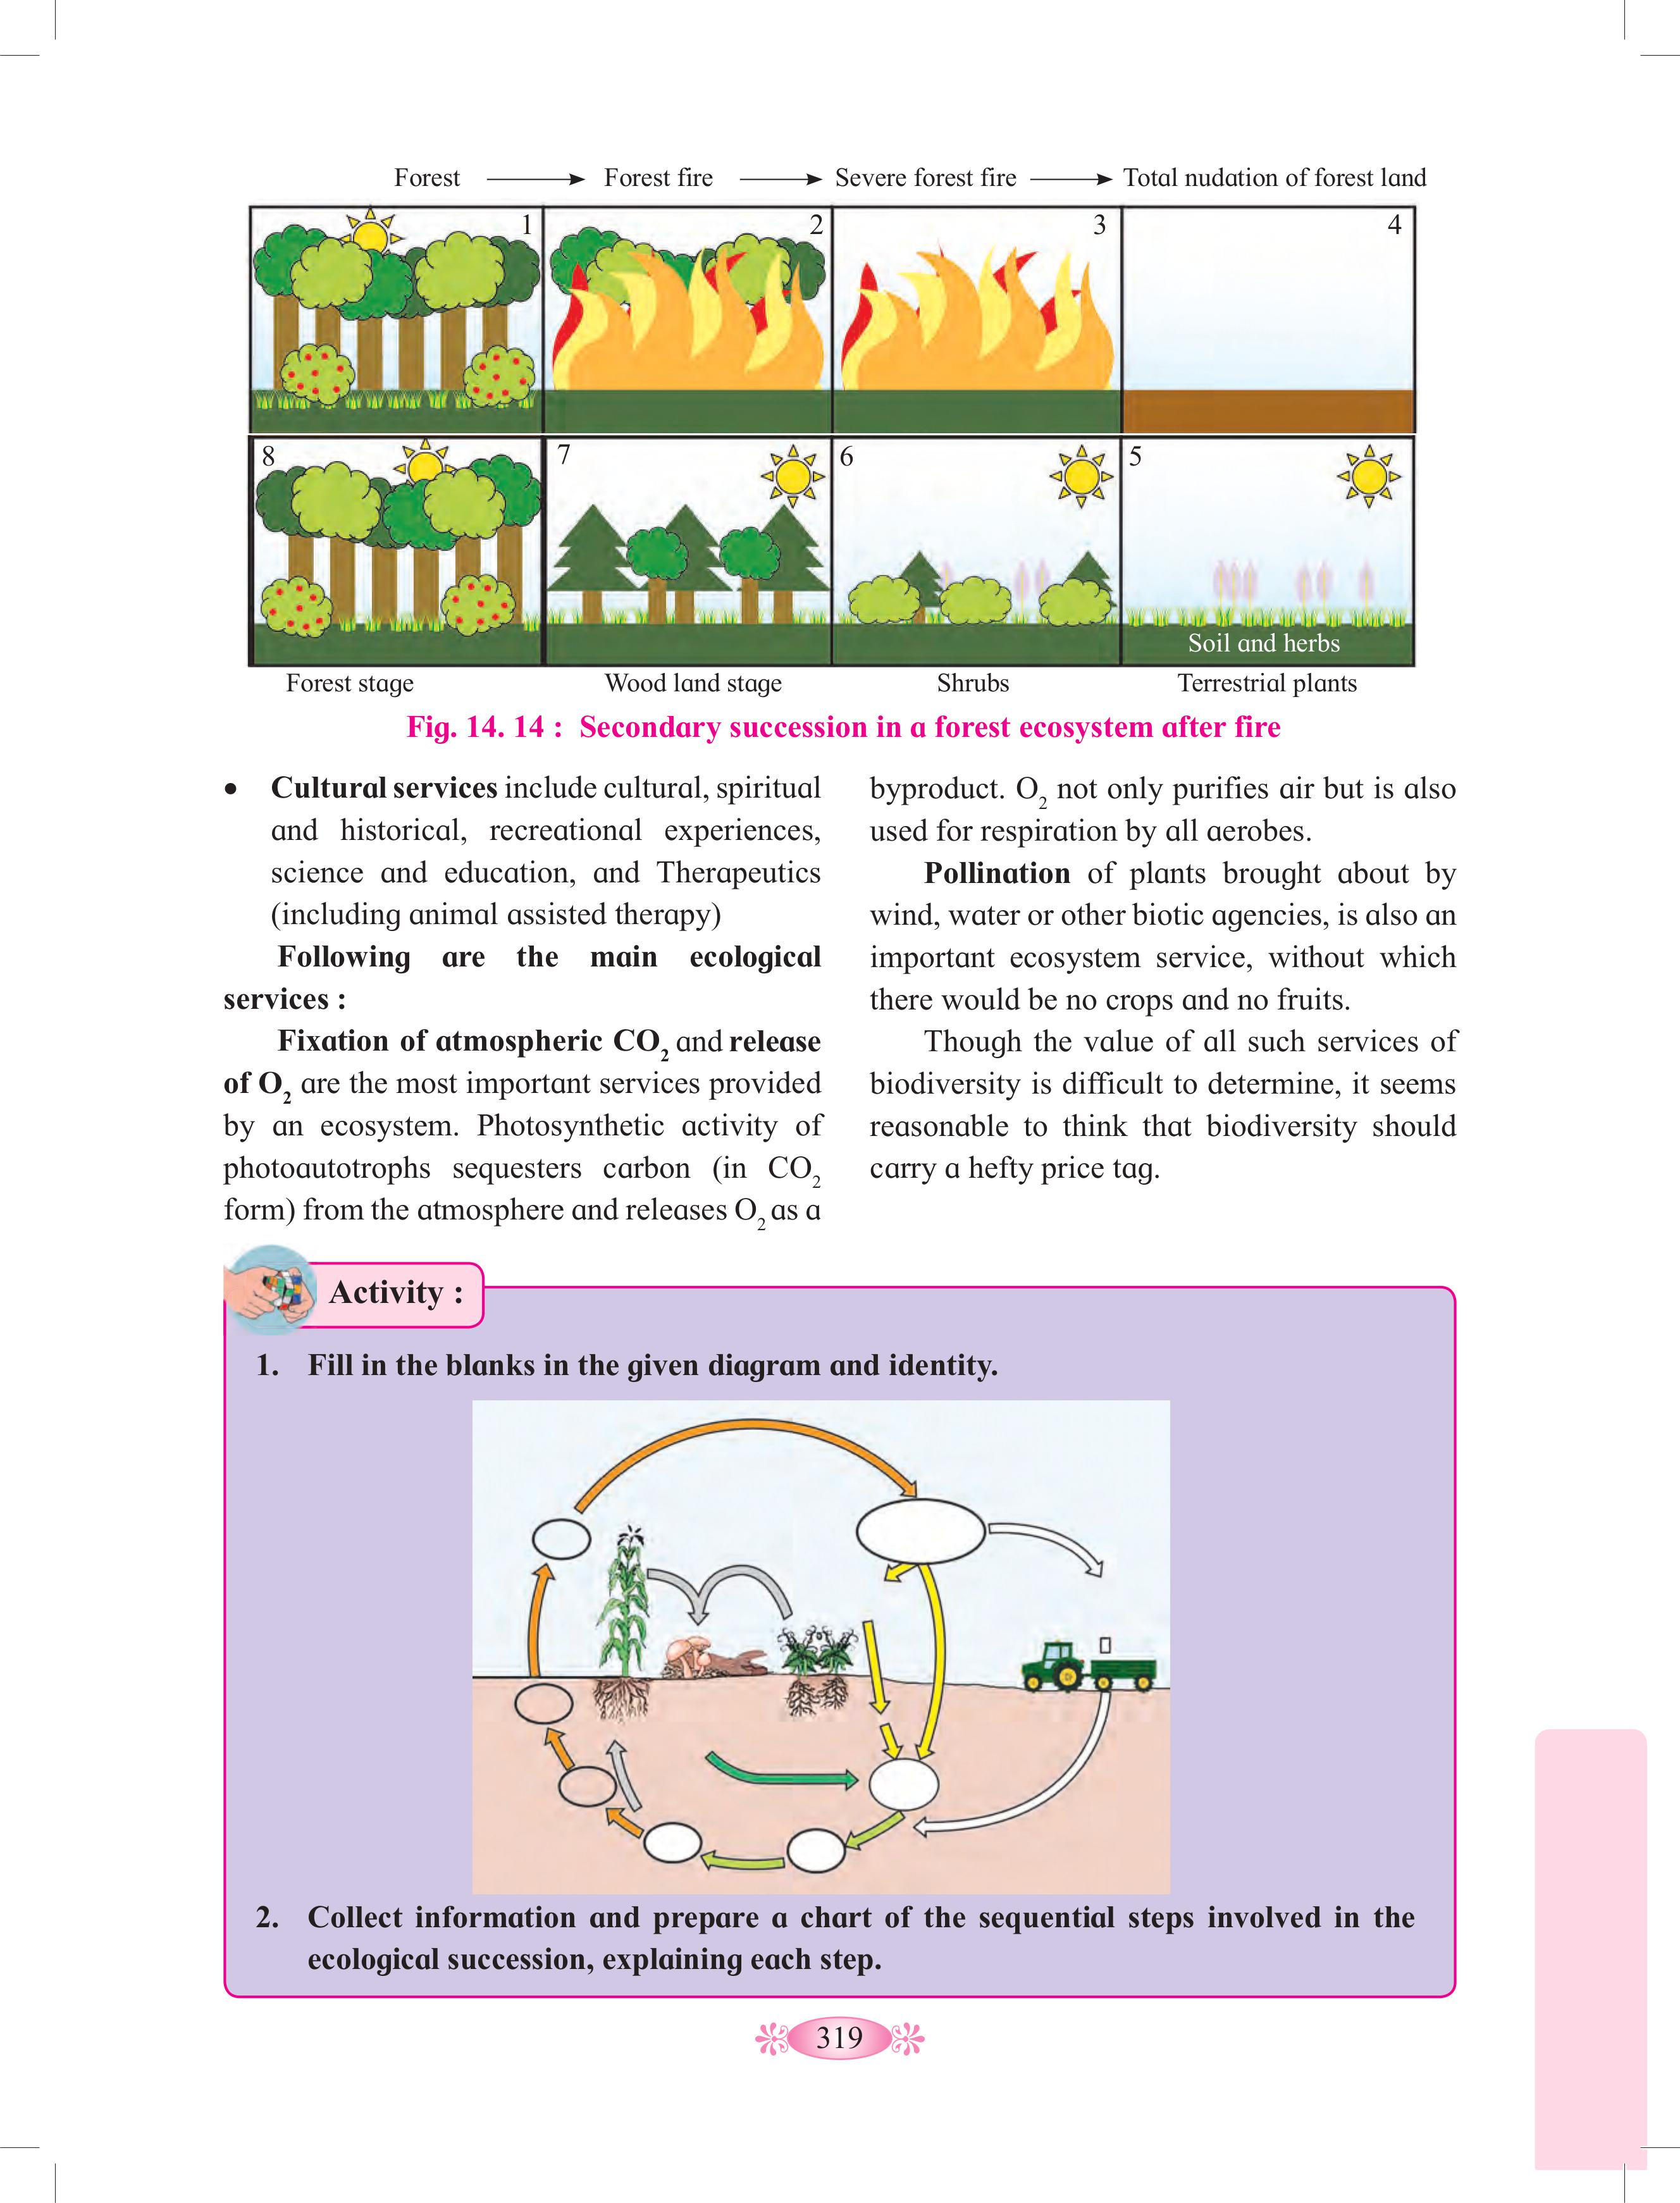 Forest Forest fire Severe forest fire Total nudation of forest land
1 2 3 4
8 7 6 5
Soil and herbs
Forest stage Wood land stage Shrubs Terrestrial plants
Fig. 14. 14 : Secondary succession in a forest ecosystem after fire
• Cultural services include cultural, spiritual
and historical, recreational experiences,
science and education, and Therapeutics
(including animal assisted therapy)
Following are the main ecological
services :
Fixation of atmospheric CO2 and release
of O2 are the most important services provided
by an ecosystem. Photosynthetic activity of
photoautotrophs sequesters carbon (in CO2
form) from the atmosphere and releases O2 as a
byproduct. O2 not only purifies air but is also
used for respiration by all aerobes.
Pollination of plants brought about by
wind, water or other biotic agencies, is also an
important ecosystem service, without which
there would be no crops and no fruits.
Though the value of all such services of
biodiversity is difficult to determine, it seems
reasonable to think that biodiversity should
carry a hefty price tag.
Activity :
1. Fill in the blanks in the given diagram and identity.
2. Collect information and prepare a chart of the sequential steps involved in the
ecological succession, explaining each step.
319